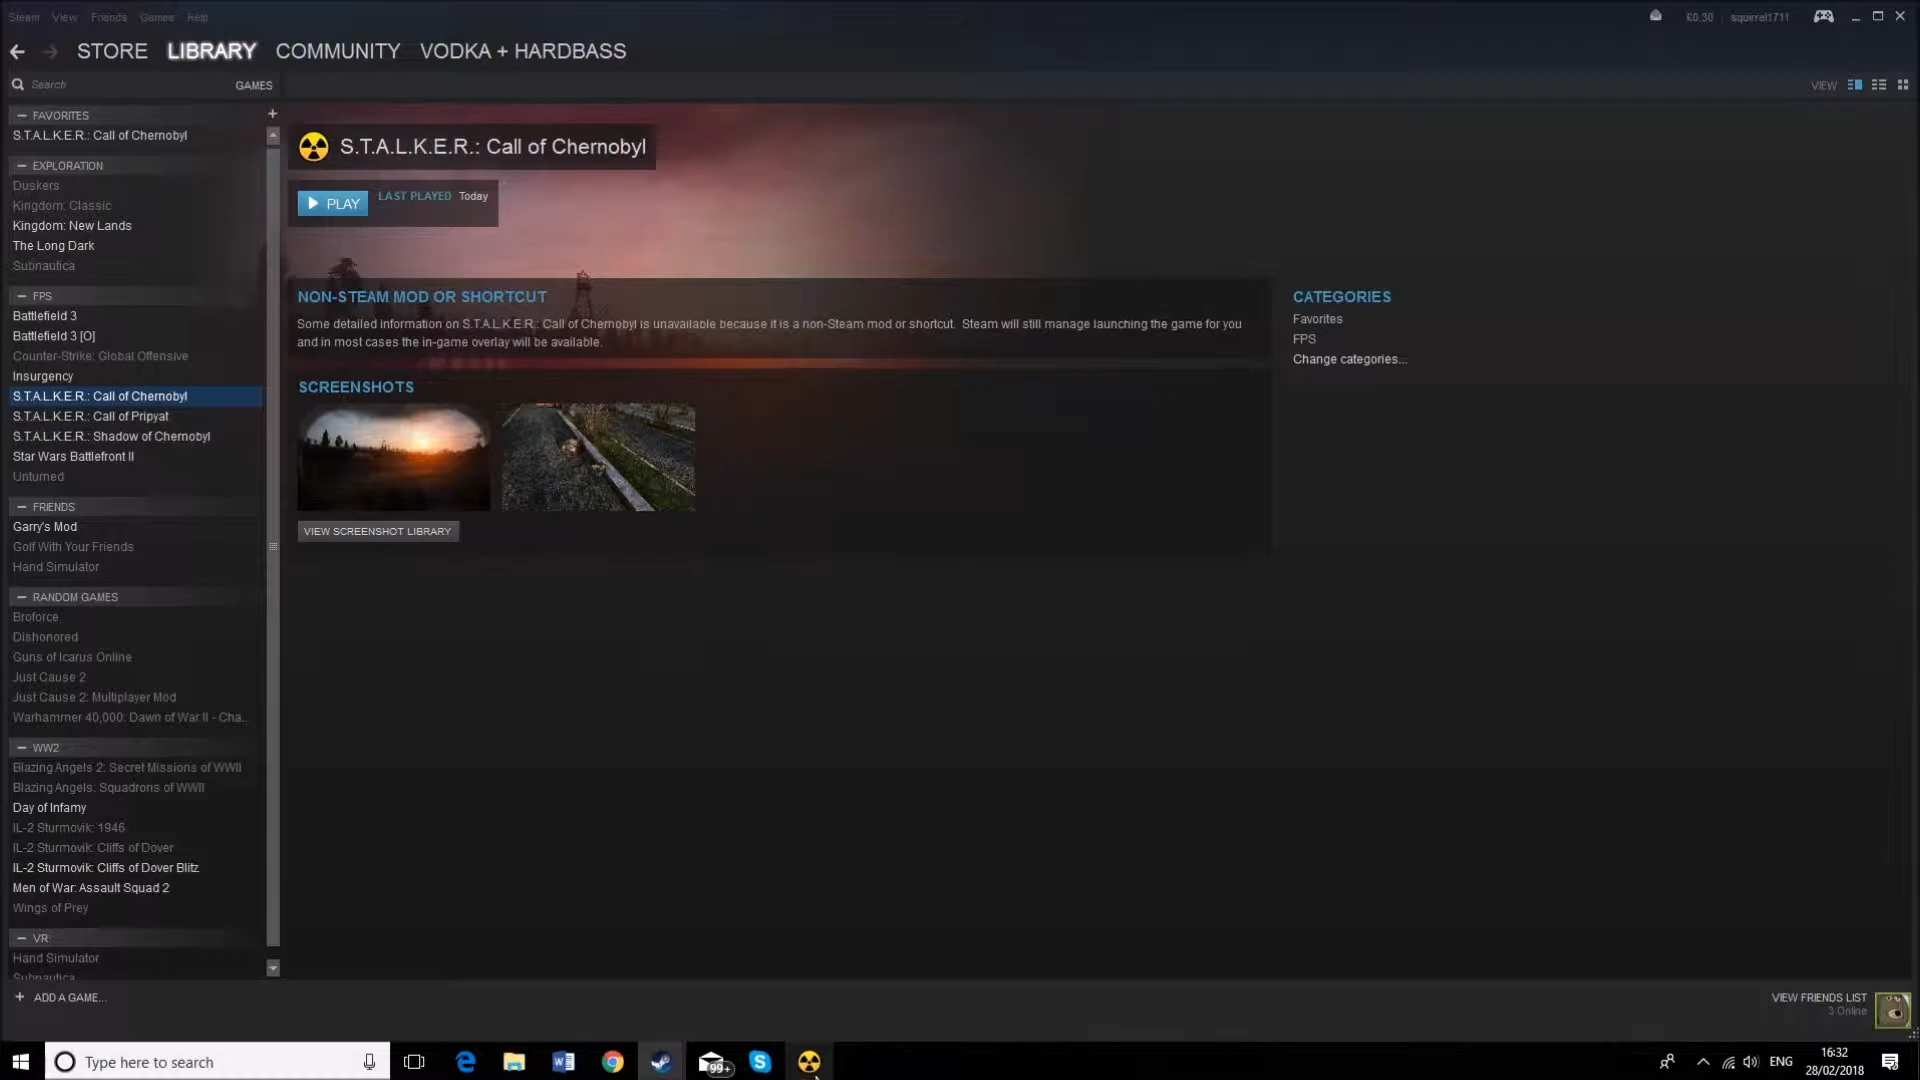 Steam View Friends Games Help
£0.30 squirrel1711
STORE LIBRARY COMMUNITY VODKA + HARDBASS
Search GAMES
VIEW
— FAVORITES +
S.T.A.L.K.E.R.: Call of Chernobyl
— EXPLORATION
Duskers
Kingdom: Classic
Kingdom: New Lands
The Long Dark
Subnautica
— FPS
Battlefield 3
Battlefield 3 [O]
Counter-Strike: Global Offensive
Insurgency
S.T.A.L.K.E.R.: Call of Chernobyl
S.T.A.L.K.E.R.: Call of Pripyat
S.T.A.L.K.E.R.: Shadow of Chernobyl
Star Wars Battlefront II
Unturned
— FRIENDS
Garry's Mod
Golf With Your Friends
Hand Simulator
— RANDOM GAMES
Broforce
Dishonored
Guns of Icarus Online
Just Cause 2
Just Cause 2: Multiplayer Mod
Warhammer 40,000: Dawn of War II - Cha...
— WW2
Blazing Angels 2: Secret Missions of WWII
Blazing Angels: Squadrons of WWII
Day of Infamy
IL-2 Sturmovik: 1946
IL-2 Sturmovik: Cliffs of Dover
IL-2 Sturmovik: Cliffs of Dover Blitz
Men of War: Assault Squad 2
Wings of Prey
— VR
Hand Simulator
Subnautica
+ ADD A GAME...
S.T.A.L.K.E.R.: Call of Chernobyl
PLAY LAST PLAYED Today
NON-STEAM MOD OR SHORTCUT
Some detailed information on S.T.A.L.K.E.R.: Call of Chernobyl is unavailable because it is a non-Steam mod or shortcut. Steam will still manage launching the game for you
and in most cases the in-game overlay will be available.
SCREENSHOTS
VIEW SCREENSHOT LIBRARY
CATEGORIES
Favorites
FPS
Change categories...
VIEW FRIENDS LIST
3 Online
Type here to search
99+
ENG
16:32
28/02/2018